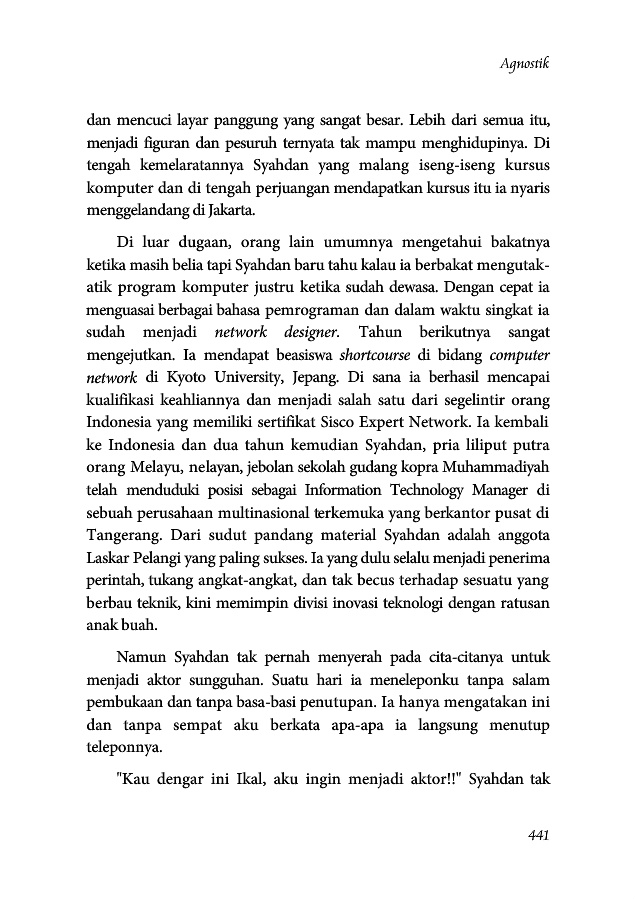 Agnostik
dan mencuci layar panggung yang sangat besar. Lebih dari semua itu,
menjadi figuran dan pesuruh ternyata tak mampu menghidupinya. Di
tengah kemelaratannya Syahdan yang malang iseng-iseng kursus
komputer dan di tengah perjuangan mendapatkan kursus itu ia nyaris
menggelandang di Jakarta.
Di luar dugaan, orang lain umumnya mengetahui bakatnya
ketika masih belia tapi Syahdan baru tahu kalau ia berbakat mengutak-
atik program komputer justru ketika sudah dewasa. Dengan cepat ia
menguasai berbagai bahasa pemrograman dan dalam waktu singkat ia
sudah menjadi network designer. Tahun berikutnya sangat
mengejutkan. Ia mendapat beasiswa shortcourse di bidang computer
network di Kyoto University, Jepang. Di sana ia berhasil mencapai
kualifikasi keahliannya dan menjadi salah satu dari segelintir orang
Indonesia yang memiliki sertifikat Sisco Expert Network. Ia kembali
ke Indonesia dan dua tahun kemudian Syahdan, pria liliput putra
orang Melayu, nelayan, jebolan sekolah gudang kopra Muhammadiyah
telah menduduki posisi sebagai Information Technology Manager di
sebuah perusahaan multinasional terkemuka yang berkantor pusat di
Tangerang. Dari sudut pandang material Syahdan adalah anggota
Laskar Pelangi yang paling sukses. Ia yang dulu selalu menjadi penerima
perintah, tukang angkat-angkat, dan tak becus terhadap sesuatu yang
berbau teknik, kini memimpin divisi inovasi teknologi dengan ratusan
anak buah.
Namun Syahdan tak pernah menyerah pada cita-citanya untuk
menjadi aktor sungguhan. Suatu hari ia meneleponku tanpa salam
pembukaan dan tanpa basa-basi penutupan. Ia hanya mengatakan ini
dan tanpa sempat aku berkata apa-apa ia langsung menutup
teleponnya.
"Kau dengar ini Ikal, aku ingin menjadi aktor!!" Syahdan tak
441